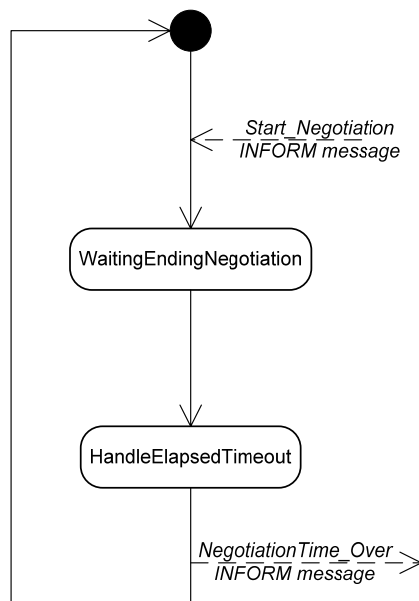 Start_Negotiation
INFORM message
WaitingEndingNegotiation
HandleElapsedTimeout
NegotiationTime_Over
INFORM message